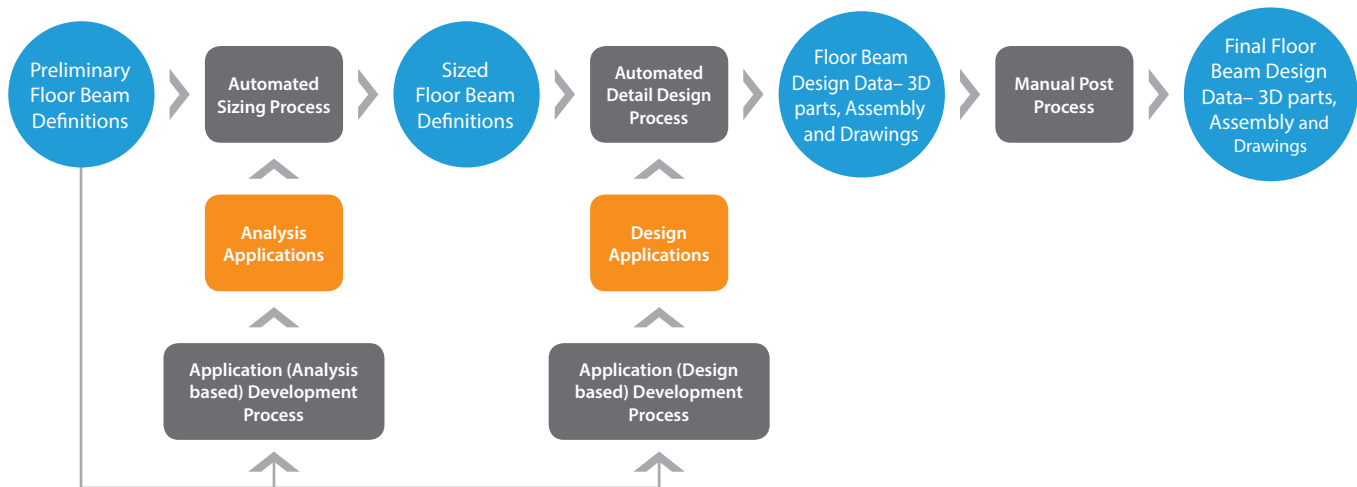 Preliminary
Floor Beam
Definitions
Automated
Sizing Process
Sized
Floor Beam
Definitions
Automated
Detail Design
Process
Floor Beam
Design Data– 3D
parts, Assembly
and Drawings
Manual Post
Process
Final Floor
Beam Design
Data– 3D parts,
Assembly and
Drawings
Analysis
Applications
Design
Applications
Application (Analysis
based) Development
Process
Application (Design
based) Development
Process